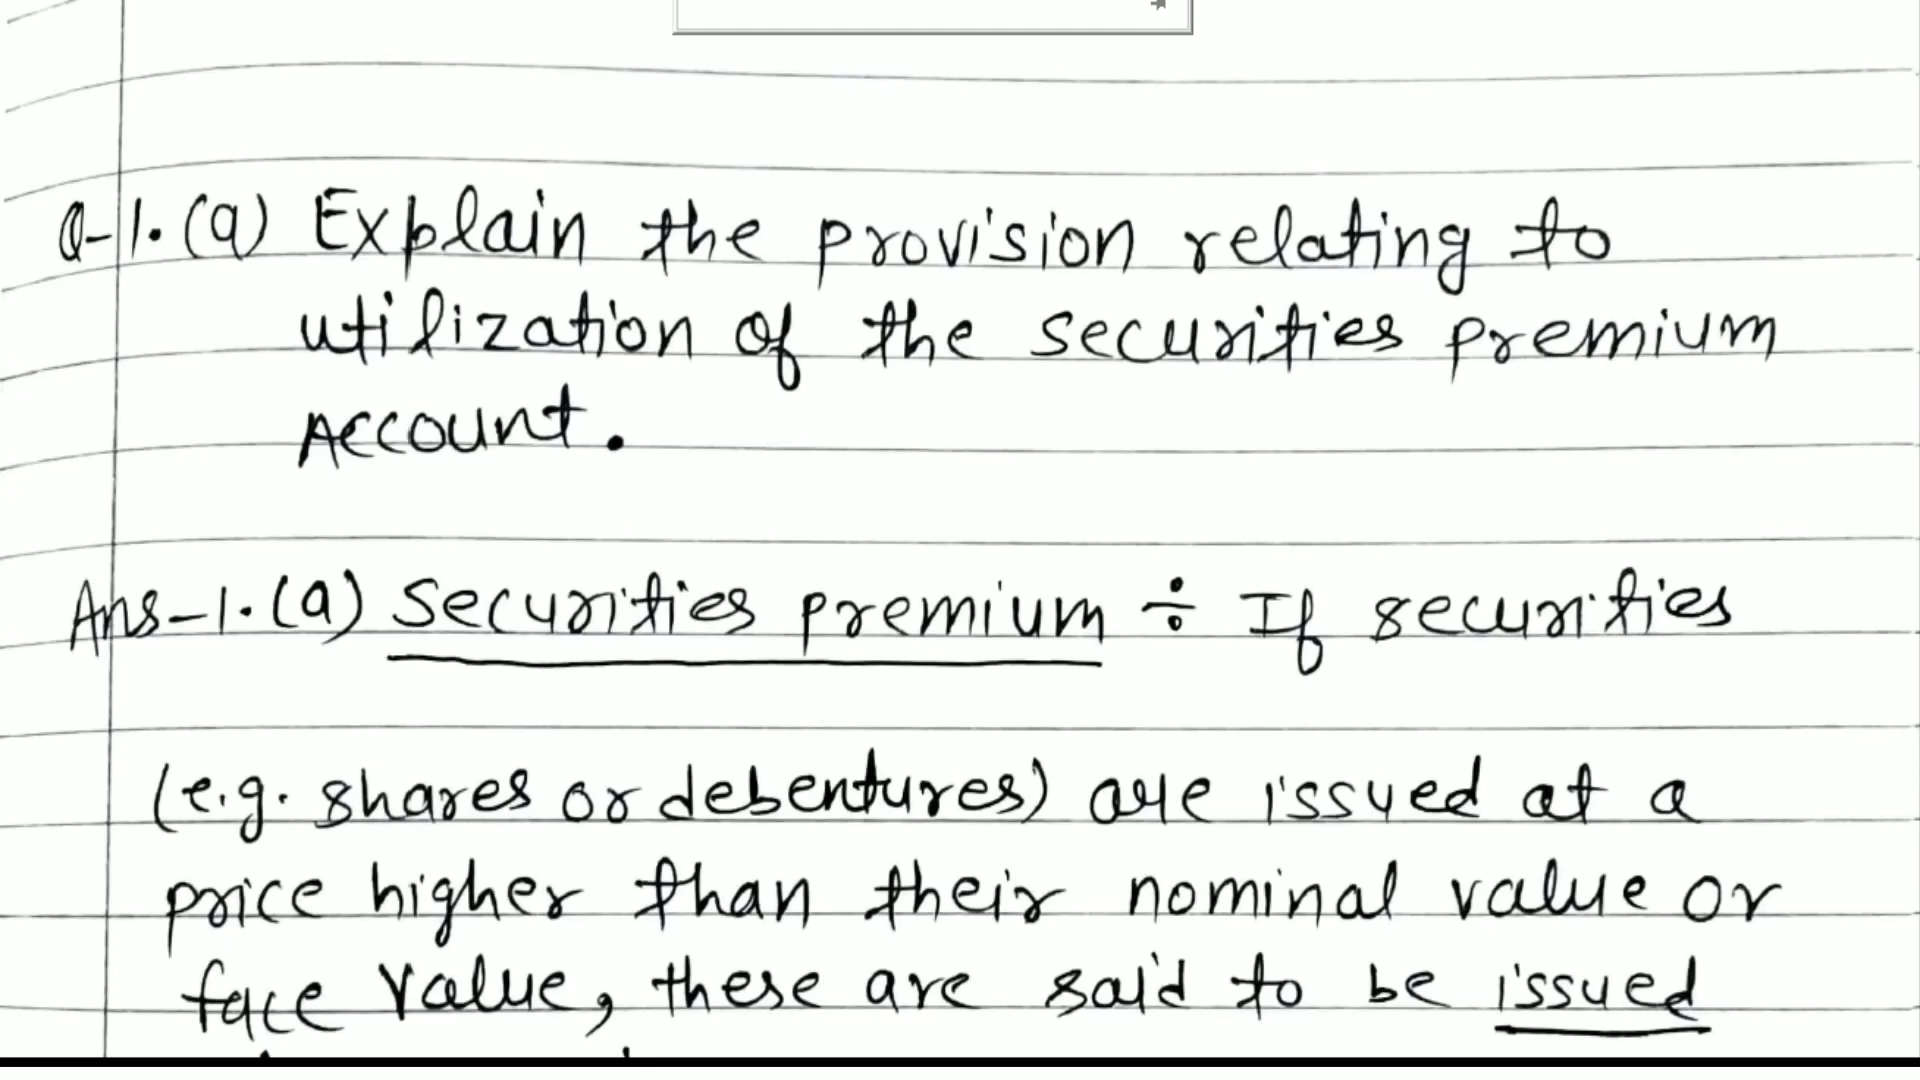 Q-1. (a) Explain the provision relating to
utilization of the securities premium
Account.
Ans-1. (a) Securities premium ÷ If securities
(e.g. shares or debentures) are issued at a
price higher than their nominal value or
face value, these are said to be issued